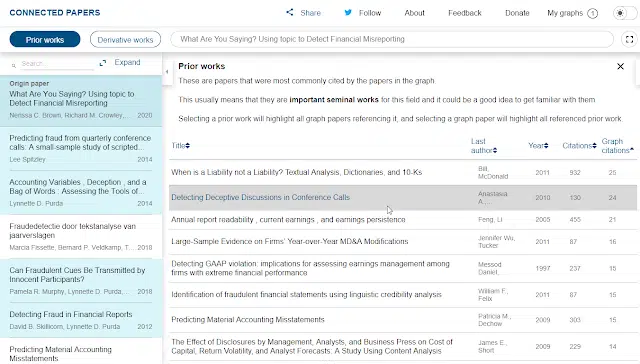 CONNECTED PAPERS
Share
Follow
About
Feedback
Donate
My graphs 1
Prior works
Derivative works
What Are You Saying? Using topic to Detect Financial Misreporting
Search...
Expand
Origin paper
What Are You Saying? Using topic to
Detect Financial Misreporting
Nerissa C. Brown, Richard M. Crowley,... 2020
Predicting fraud from quarterly conference
calls: A small-sample study of scripted...
Lee Spitzley 2014
Accounting Variables , Deception , and a
Bag of Words : Assessing the Tools of...
Lynnette D. Purda 2014
Fraudedetectie door tekstanalyse van
jaarverslagen
Marcia Fissette, Bernard P. Veldkamp, T... 2018
Can Fraudulent Cues Be Transmitted by
Innocent Participants?
Pamela R. Murphy, Lynnette D. Purda,... 2018
Detecting Fraud in Financial Reports
David B. Skillicorn, Lynnette D. Purda 2012
Predicting Material Accounting
Misstatements
Prior works
These are papers that were most commonly cited by the papers in the graph
This usually means that they are important seminal works for this field and it could be a good idea to get familiar with them
Selecting a prior work will highlight all graph papers referencing it, and selecting a graph paper will highlight all referenced prior work
Title Last author Year Citations Graph citations
When is a Liability not a Liability? Textual Analysis, Dictionaries, and 10-Ks Bill, McDonald 2011 932 25
Detecting Deceptive Discussions in Conference Calls Anastasia A.... 2010 130 24
Annual report readability , current earnings , and earnings persistence Feng, Li 2005 455 21
Large-Sample Evidence on Firms' Year-over-Year MD&A Modifications Jennifer Wu, Tucker 2011 87 16
Detecting GAAP violation: implications for assessing earnings management among
firms with extreme financial performance Messod Daniel, 1997 237 15
Identification of fraudulent financial statements using linguistic credibility analysis William F., Felix 2011 87 15
Predicting Material Accounting Misstatements Patricia M., Dechow 2009 303 15
The Effect of Disclosures by Management, Analysts, and Business Press on Cost of
Capital, Return Volatility, and Analyst Forecasts: A Study Using Content Analysis James E., Short 2009 229 14